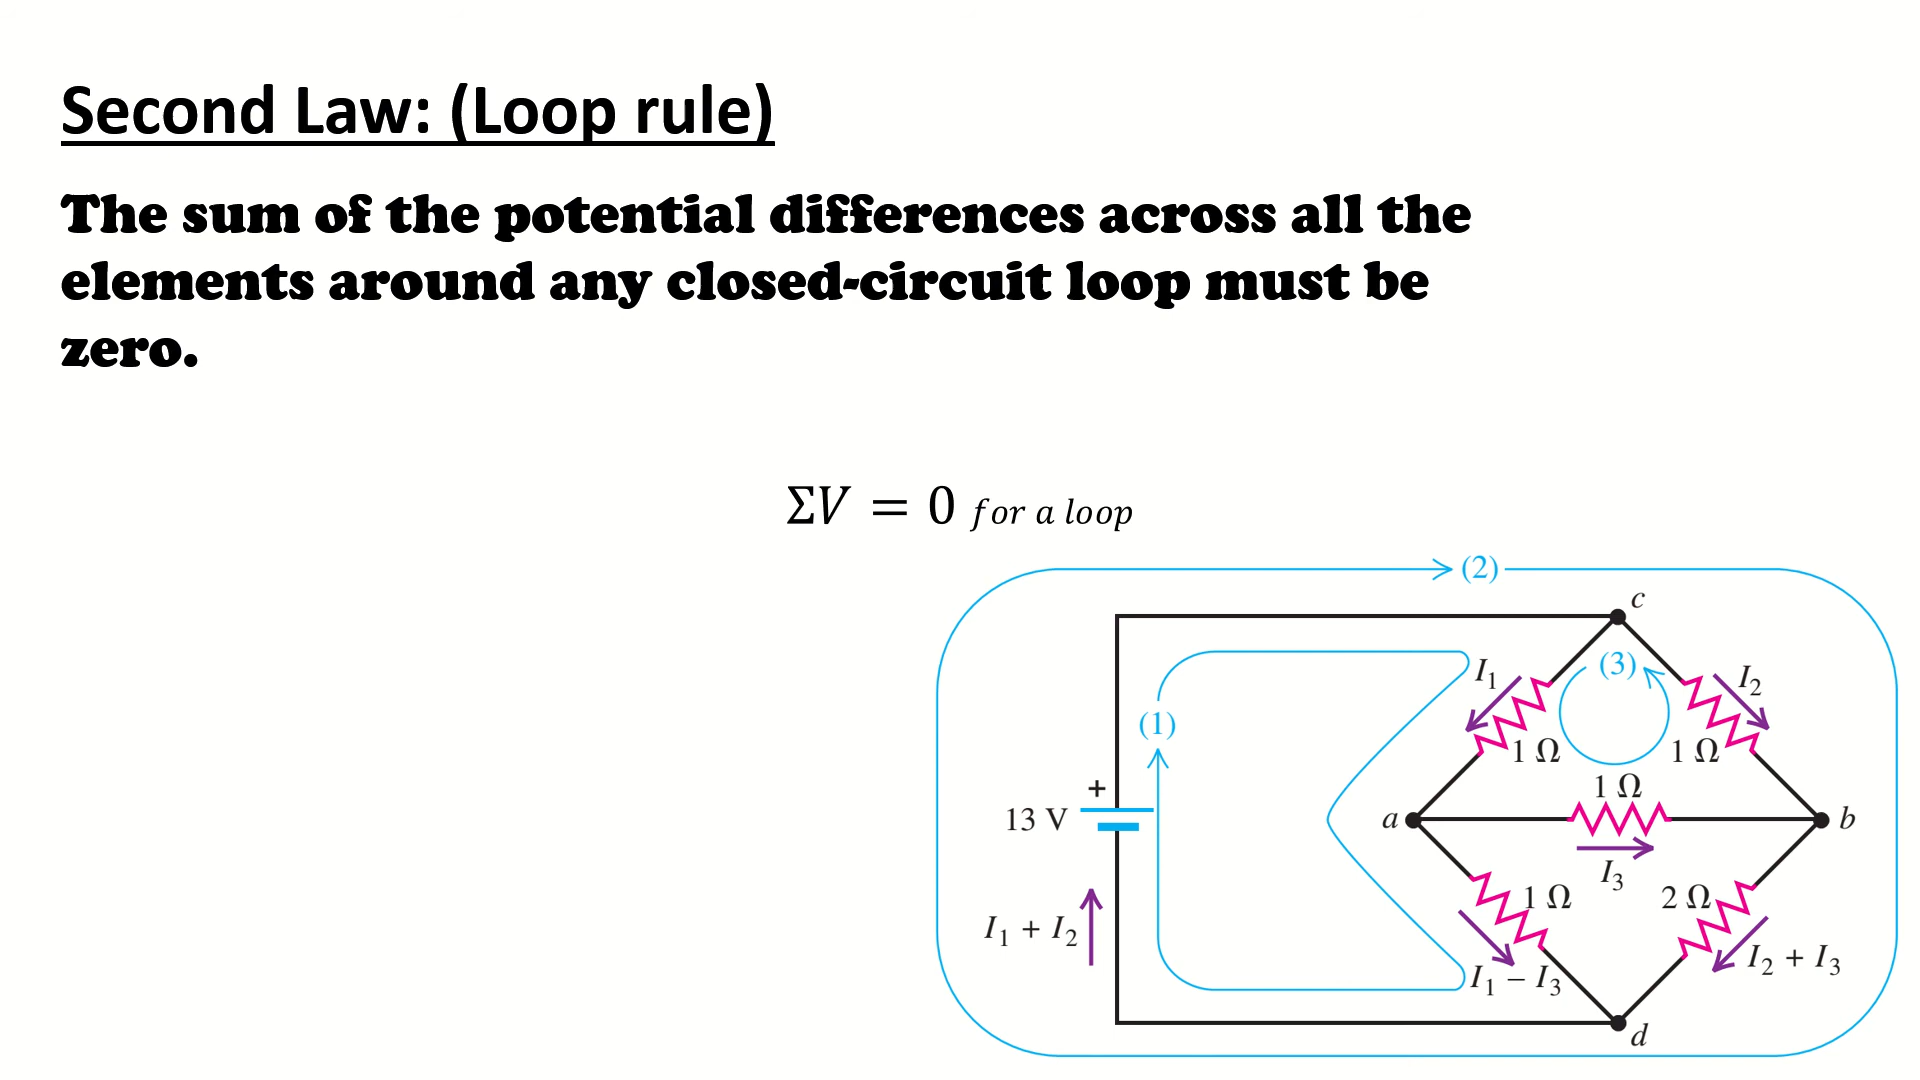 Second Law: (Loop rule)
The sum of the potential differences across all the
elements around any closed-circuit loop must be
zero.
ΣV = 0 for a loop
(2)
c
I₁
(3)
I₂
(1)
1 Ω
1 Ω
+
1 Ω
13 V
a
b
I₃
1 Ω
2 Ω
I₁ + I₂
I₁ − I₃
I₂ + I₃
d